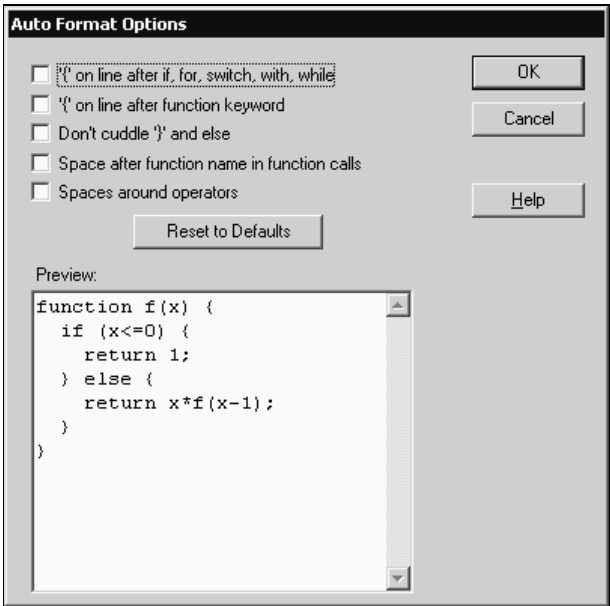 Auto Format Options
'{' on line after if, for, switch, with, while
OK
'{' on line after function keyword
Cancel
Don't cuddle '}' and else
Space after function name in function calls
Spaces around operators
Help
Reset to Defaults
Preview:
function f(x) {
  if (x<=0) {
    return 1;
  } else {
    return x*f(x-1);
  }
}